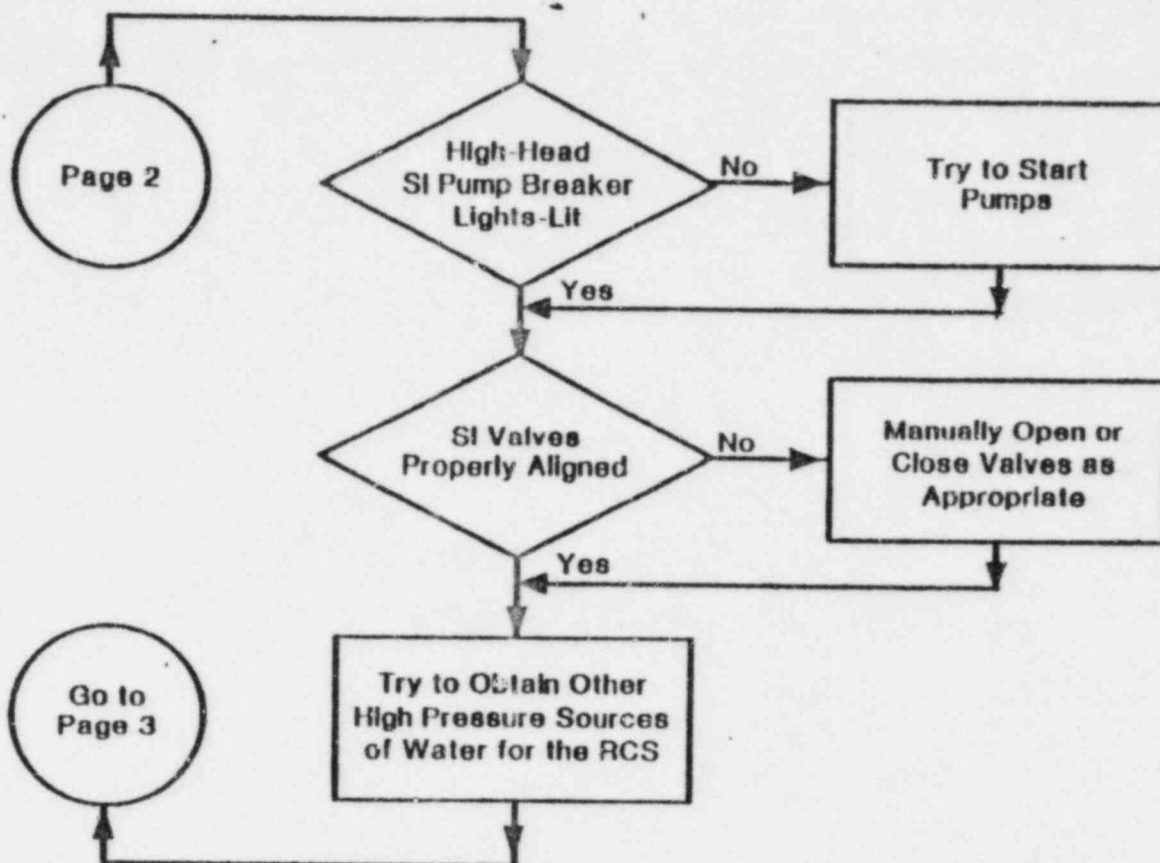 Page 2
High-Head
SI Pump Breaker
Lights-Lit
No
Try to Start
Pumps
Yes
SI Valves
Properly Aligned
No
Manually Open or
Close Valves as
Appropriate
Yes
Try to Obtain Other
High Pressure Sources
of Water for the RCS
Go to
Page 3